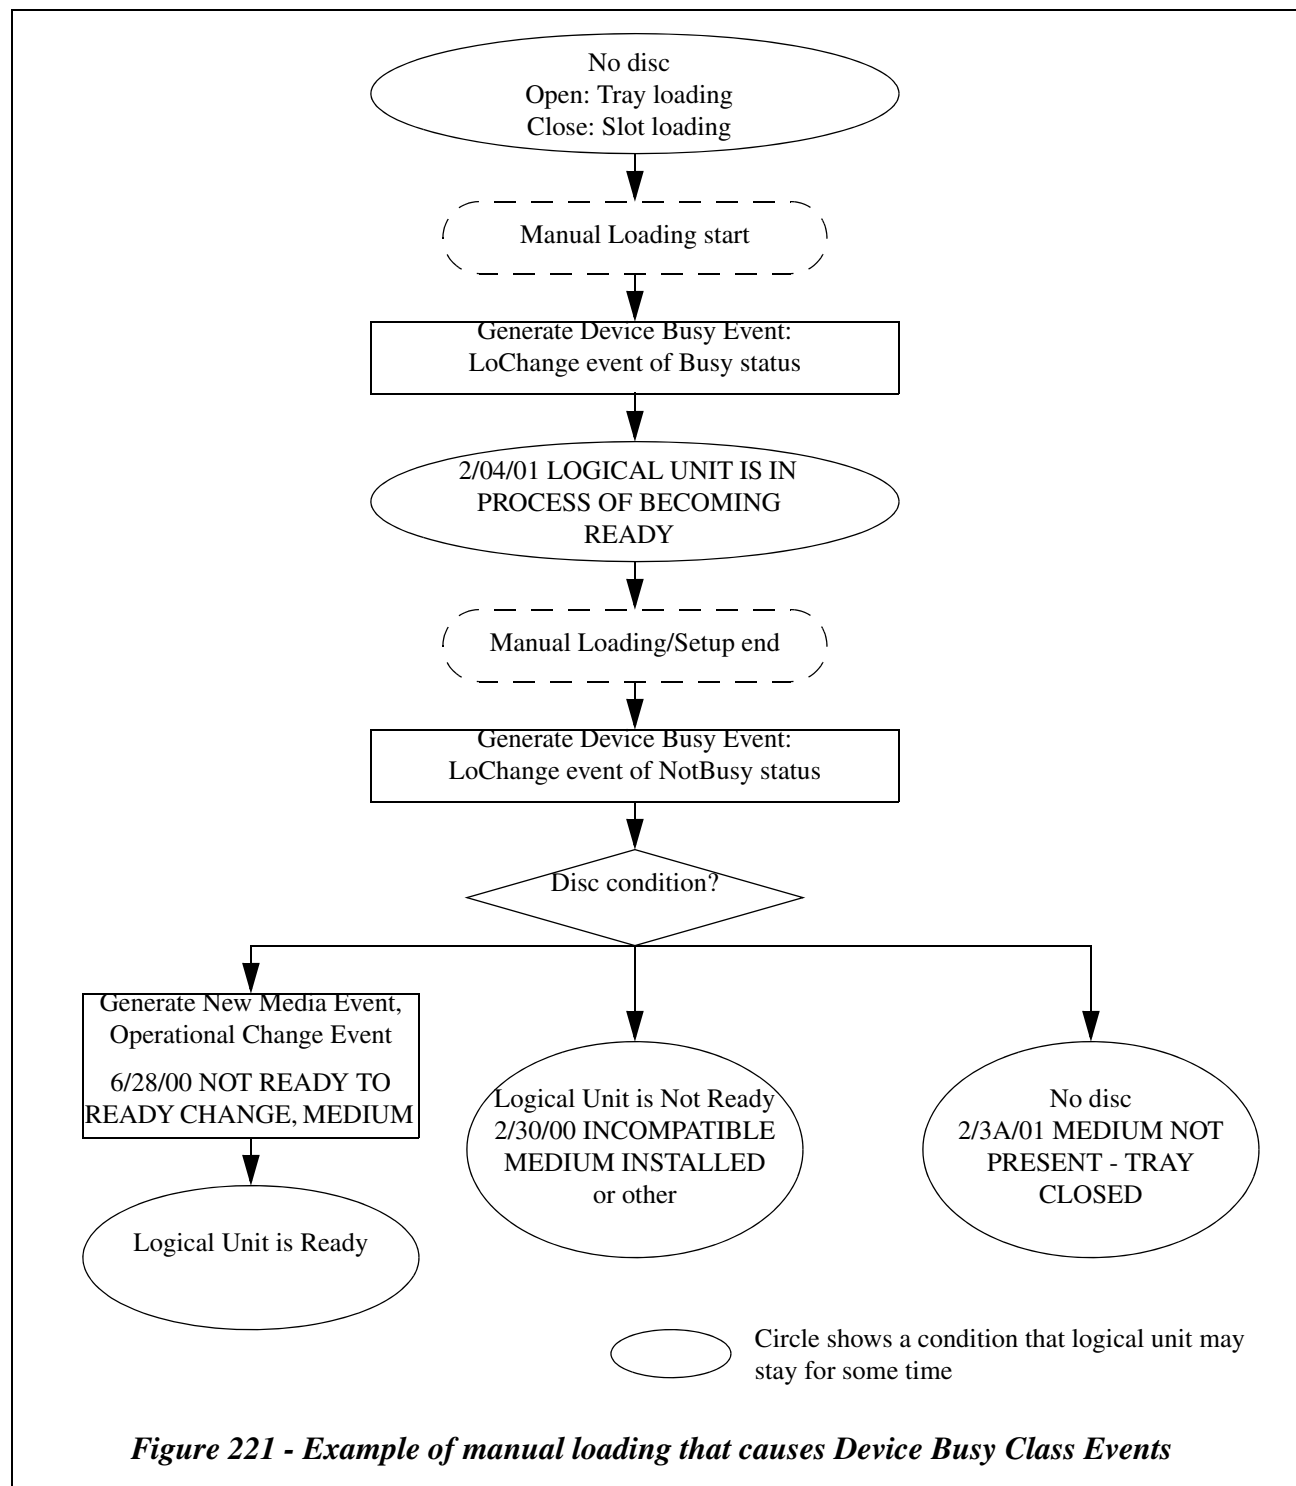 No disc
Open: Tray loading
Close: Slot loading
Manual Loading start
Generate Device Busy Event:
LoChange event of Busy status
2/04/01 LOGICAL UNIT IS IN
PROCESS OF BECOMING
READY
Manual Loading/Setup end
Generate Device Busy Event:
LoChange event of NotBusy status
Disc condition?
Generate New Media Event,
Operational Change Event
6/28/00 NOT READY TO
READY CHANGE, MEDIUM
Logical Unit is Ready
Logical Unit is Not Ready
2/30/00 INCOMPATIBLE
MEDIUM INSTALLED
or other
No disc
2/3A/01 MEDIUM NOT
PRESENT - TRAY
CLOSED
Circle shows a condition that logical unit may
stay for some time
Figure 221 - Example of manual loading that causes Device Busy Class Events